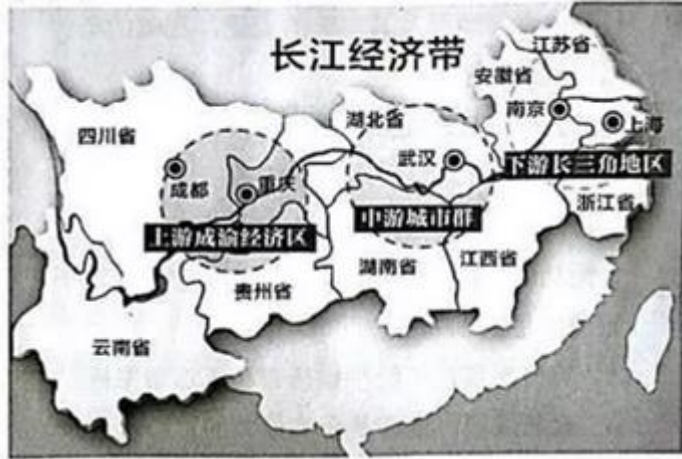 长江经济带
江苏省
安徽省
南京
上海
四川省
湖北省
武汉
成都
重庆
下游长三角地区
浙江省
上游成渝经济区
中游城市群
湖南省
江西省
贵州省
云南省